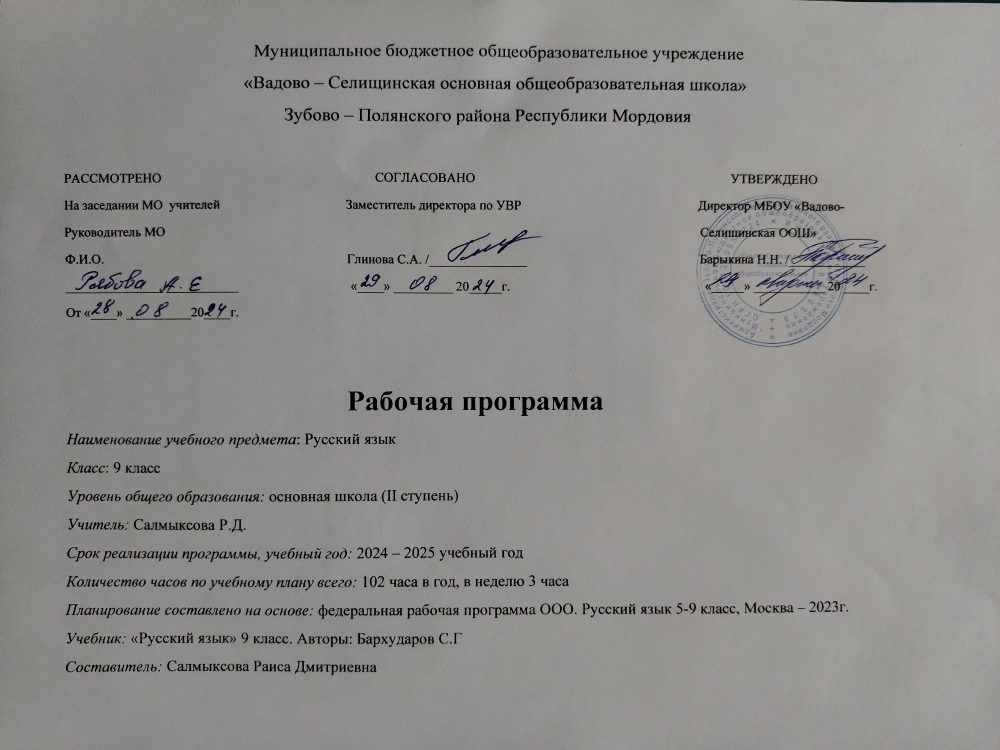 Муниципальное бюджетное общеобразовательное учреждение
«Вадово – Селищинская основная общеобразовательная школа»
Зубово – Полянского района Республики Мордовия
РАССМОТРЕНО
На заседании МО учителей
Руководитель МО
Ф.И.О.
Рябова А. Е
От «28» 08 2024 г.
СОГЛАСОВАНО
Заместитель директора по УВР
Глинова С.А. /
«29» 08 2024 г.
УТВЕРЖДЕНО
Директор МБОУ «Вадово-
Селищинская ООШ»
Барыкина Н.Н. /
«29» августа 2024 г.
Рабочая программа
Наименование учебного предмета: Русский язык
Класс: 9 класс
Уровень общего образования: основная школа (II ступень)
Учитель: Салмыксова Р.Д.
Срок реализации программы, учебный год: 2024 – 2025 учебный год
Количество часов по учебному плану всего: 102 часа в год, в неделю 3 часа
Планирование составлено на основе: федеральная рабочая программа ООО. Русский язык 5-9 класс, Москва – 2023г.
Учебник: «Русский язык» 9 класс. Авторы: Бархударов С.Г
Составитель: Салмыксова Раиса Дмитриевна